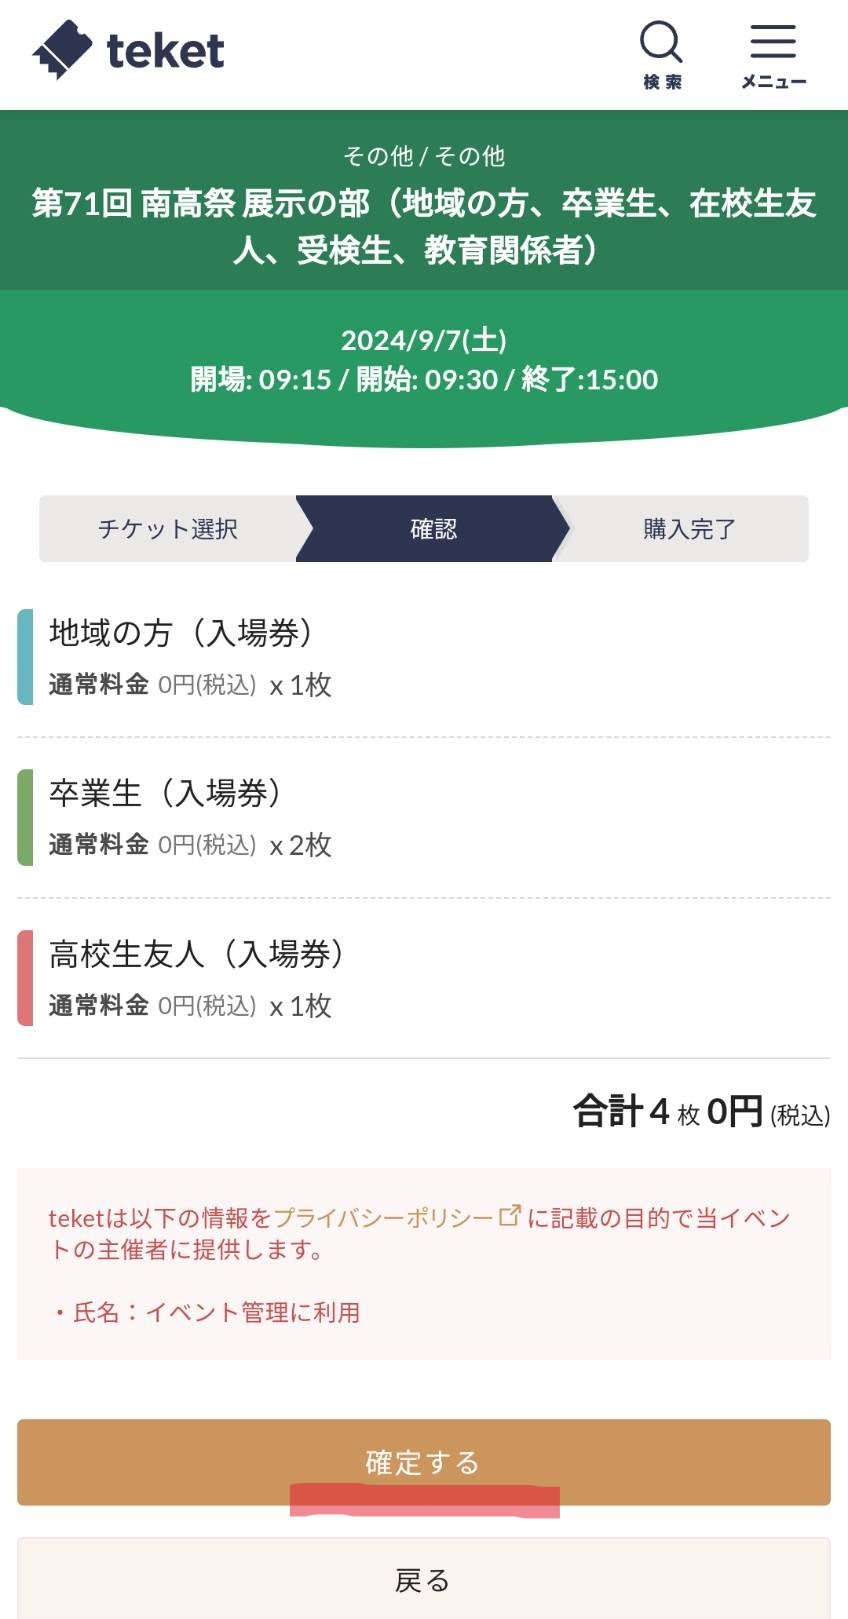 teket
検索
メニュー
その他 / その他
第71回 南高祭 展示の部（地域の方、卒業生、在校生友
人、受検生、教育関係者）
2024/9/7(土)
開場: 09:15 / 開始: 09:30 / 終了:15:00
チケット選択
確認
購入完了
地域の方（入場券）
通常料金 0円(税込) x 1枚
卒業生（入場券）
通常料金 0円(税込) x 2枚
高校生友人（入場券）
通常料金 0円(税込) x 1枚
合計 4 枚 0円 (税込)
teketは以下の情報をプライバシーポリシーに記載の目的で当イベン
トの主催者に提供します。
・氏名：イベント管理に利用
確定する
戻る